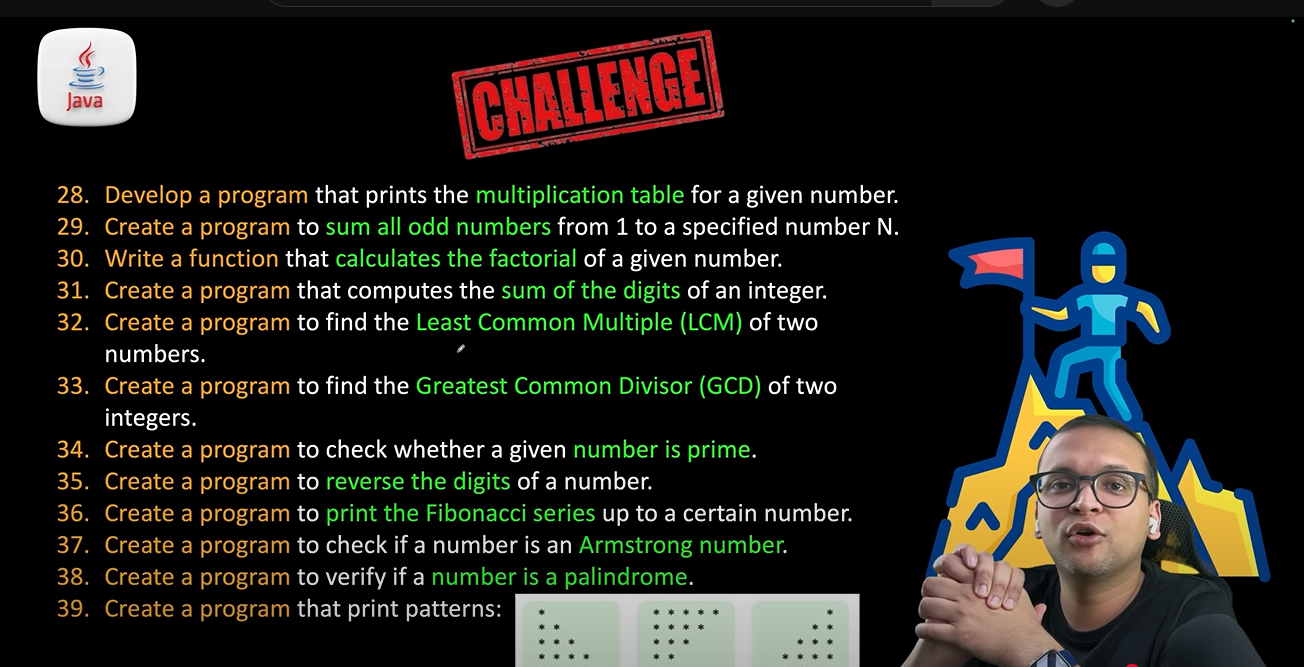 Java
CHALLENGE
28. Develop a program that prints the multiplication table for a given number.
29. Create a program to sum all odd numbers from 1 to a specified number N.
30. Write a function that calculates the factorial of a given number.
31. Create a program that computes the sum of the digits of an integer.
32. Create a program to find the Least Common Multiple (LCM) of two
numbers.
33. Create a program to find the Greatest Common Divisor (GCD) of two
integers.
34. Create a program to check whether a given number is prime.
35. Create a program to reverse the digits of a number.
36. Create a program to print the Fibonacci series up to a certain number.
37. Create a program to check if a number is an Armstrong number.
38. Create a program to verify if a number is a palindrome.
39. Create a program that print patterns:
* * * * * * *
* * * * * * * *
* * * * * * * * *
* * * * * * * * * *